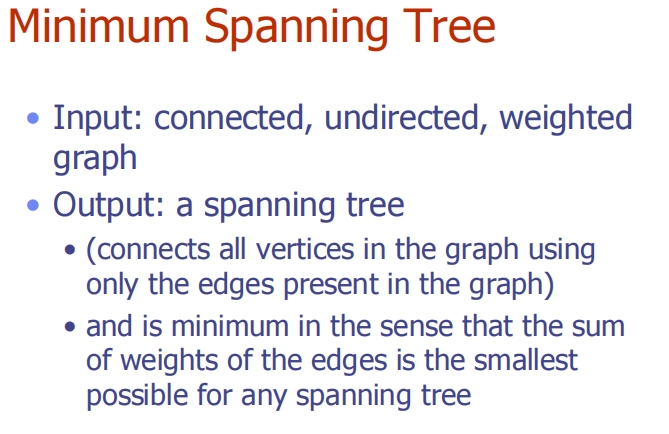 Minimum Spanning Tree
• Input: connected, undirected, weighted
graph
• Output: a spanning tree
• (connects all vertices in the graph using
only the edges present in the graph)
• and is minimum in the sense that the sum
of weights of the edges is the smallest
possible for any spanning tree